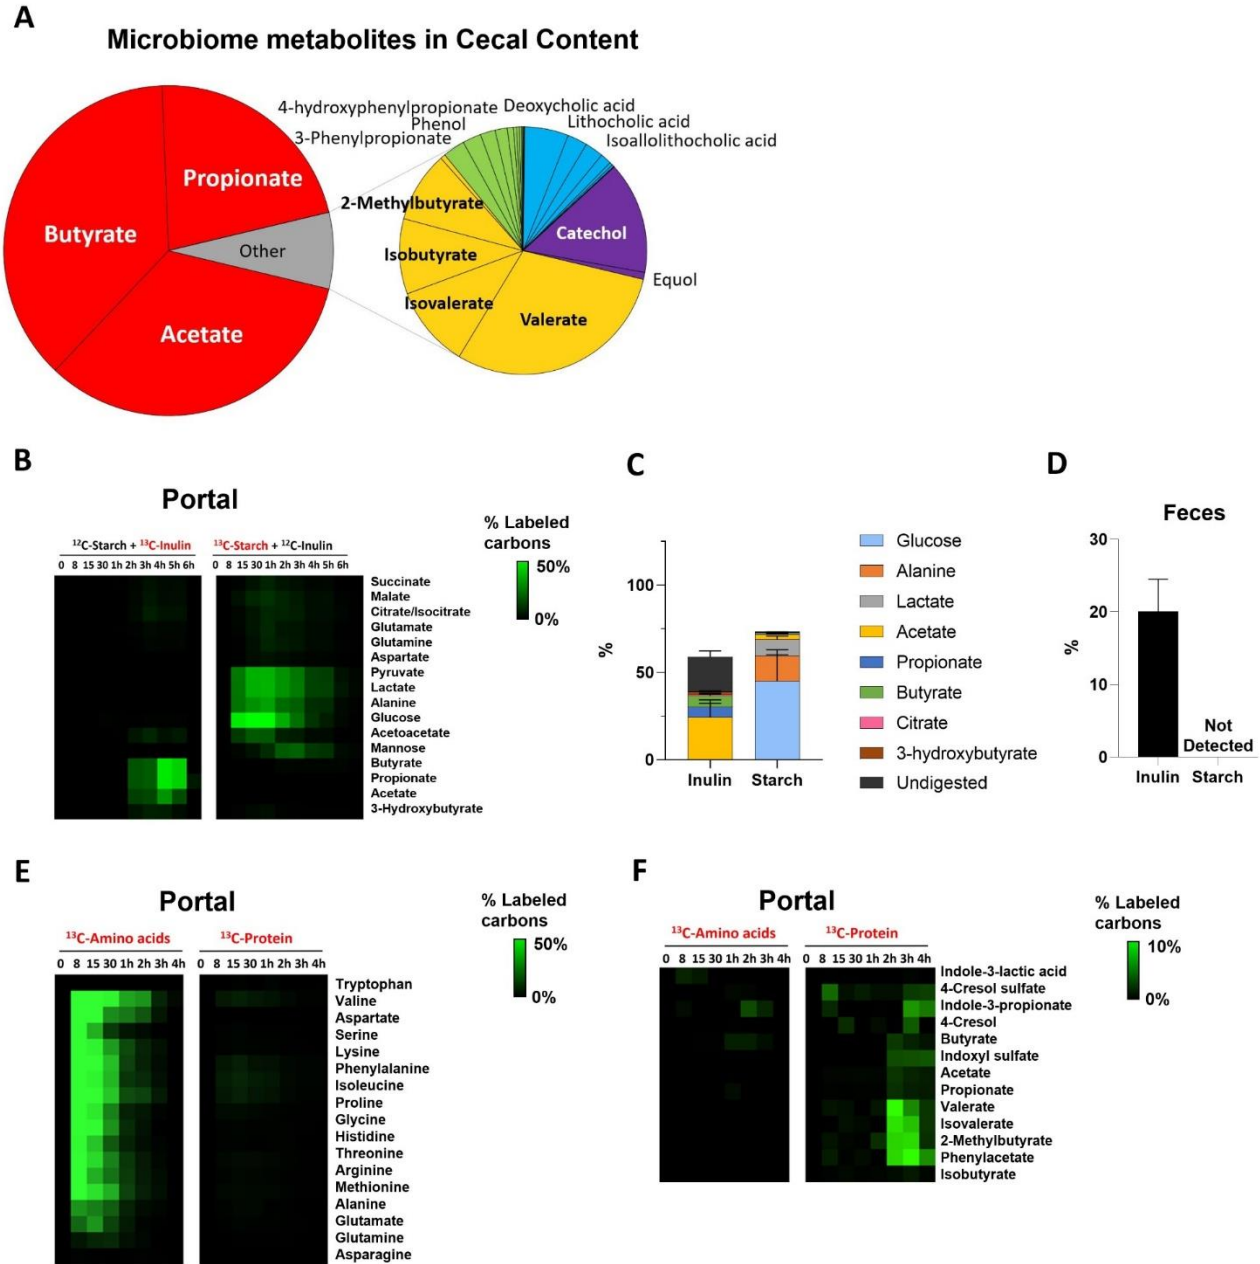 A
Microbiome metabolites in Cecal Content
4-hydroxyphenylpropionate
Deoxycholic acid
Phenol
Lithocholic acid
3-Phenylpropionate
Isoallolithocholic acid
Propionate
2-Methylbutyrate
Butyrate
Catechol
Other
Isobutyrate
Equol
Isovalerate
Valerate
Acetate
B
Portal
¹²C-Starch + ¹³C-Inulin
¹³C-Starch + ¹²C-Inulin
0 8 15 30 1h 2h 3h 4h 5h 6h
0 8 15 30 1h 2h 3h 4h 5h 6h
% Labeled
carbons
50%
0%
Succinate
Malate
Citrate/Isocitrate
Glutamate
Glutamine
Aspartate
Pyruvate
Lactate
Alanine
Glucose
Acetoacetate
Mannose
Butyrate
Propionate
Acetate
3-Hydroxybutyrate
C
%
100
50
0
Inulin
Starch
Glucose
Alanine
Lactate
Acetate
Propionate
Butyrate
Citrate
3-hydroxybutyrate
Undigested
D
Feces
%
30
20
10
0
Not
Detected
Inulin
Starch
E
Portal
¹³C-Amino acids
¹³C-Protein
0 8 15 30 1h 2h 3h 4h
0 8 15 30 1h 2h 3h 4h
% Labeled
carbons
50%
0%
Tryptophan
Valine
Aspartate
Serine
Lysine
Phenylalanine
Isoleucine
Proline
Glycine
Histidine
Threonine
Arginine
Methionine
Alanine
Glutamate
Glutamine
Asparagine
F
Portal
¹³C-Amino acids
¹³C-Protein
0 8 15 30 1h 2h 3h 4h
0 8 15 30 1h 2h 3h 4h
% Labeled
carbons
10%
0%
Indole-3-lactic acid
4-Cresol sulfate
Indole-3-propionate
4-Cresol
Butyrate
Indoxyl sulfate
Acetate
Propionate
Valerate
Isovalerate
2-Methylbutyrate
Phenylacetate
Isobutyrate